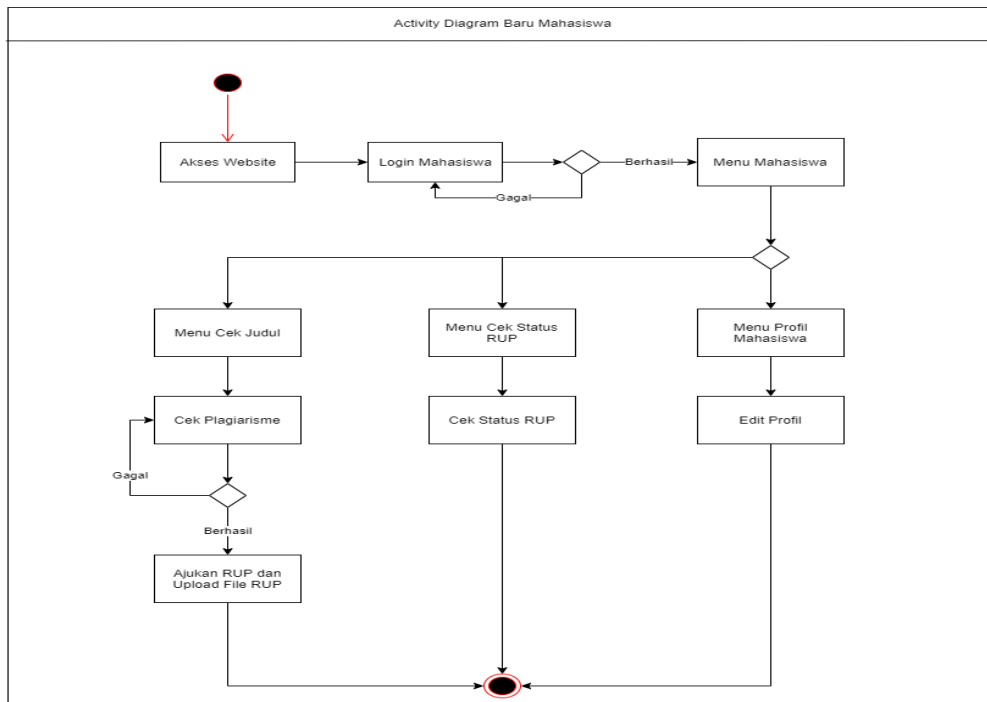 Activity Diagram Baru Mahasiswa
Akses Website
Login Mahasiswa
Berhasil
Menu Mahasiswa
Gagal
Menu Cek Judul
Menu Cek Status
RUP
Menu Profil
Mahasiswa
Cek Plagiarisme
Cek Status RUP
Edit Profil
Gagal
Berhasil
Ajukan RUP dan
Upload File RUP